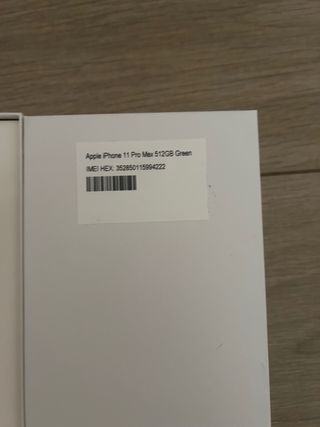 Apple iPhone 11 Pro Max 512GB Green
IMEI HEX: 352850115994222